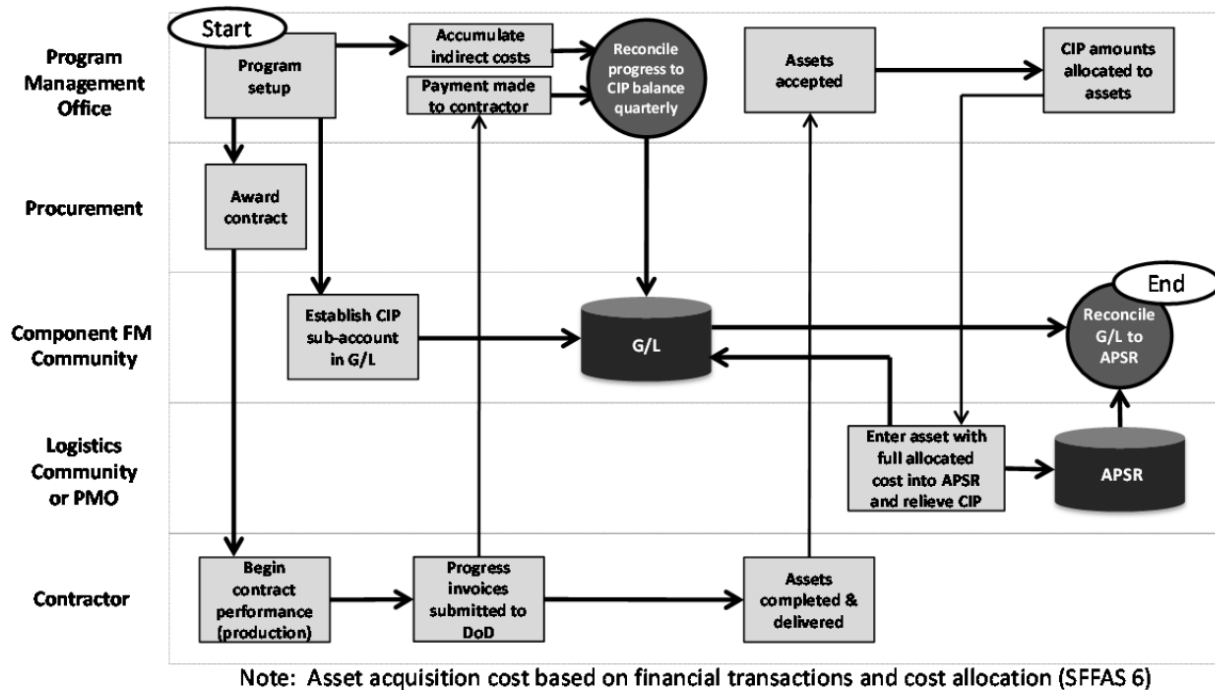 Start
Program
Management
Office
Program
setup
Accumulate
indirect costs
Payment made
to contractor
Reconcile
progress to
CIP balance
quarterly
Assets
accepted
CIP amounts
allocated to
assets
Procurement
Award
contract
Component FM
Community
Establish CIP
sub-account
in G/L
G/L
End
Reconcile
G/L to
APSR
Logistics
Community
or PMO
Enter asset with
full allocated
cost into APSR
and relieve CIP
APSR
Contractor
Begin
contract
performance
(production)
Progress
invoices
submitted to
DoD
Assets
completed &
delivered
Note: Asset acquisition cost based on financial transactions and cost allocation (SFFAS 6)